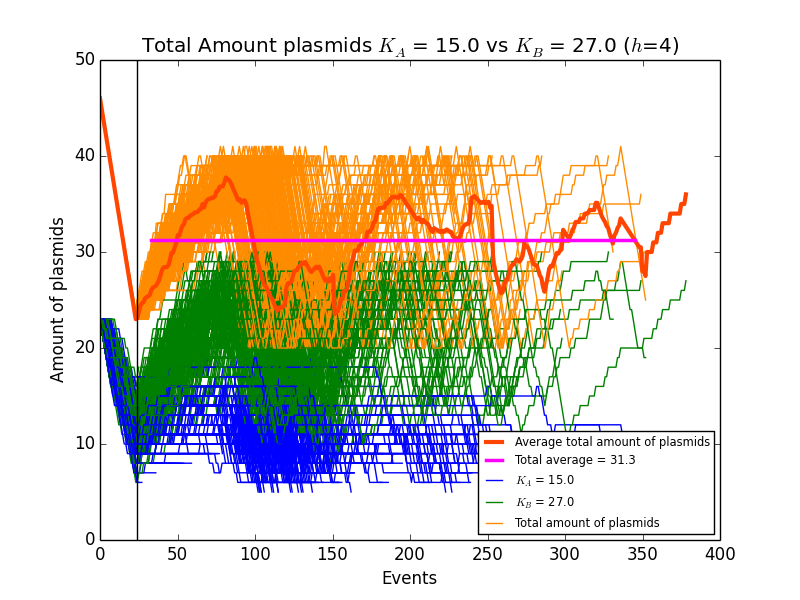 Total Amount plasmids K_A = 15.0 vs K_B = 27.0 (h=4)
50
40
30
20
10
0
Amount of plasmids
0 50 100 150 200 250 300 350 400
Events
Average total amount of plasmids
Total average = 31.3
K_A = 15.0
K_B = 27.0
Total amount of plasmids